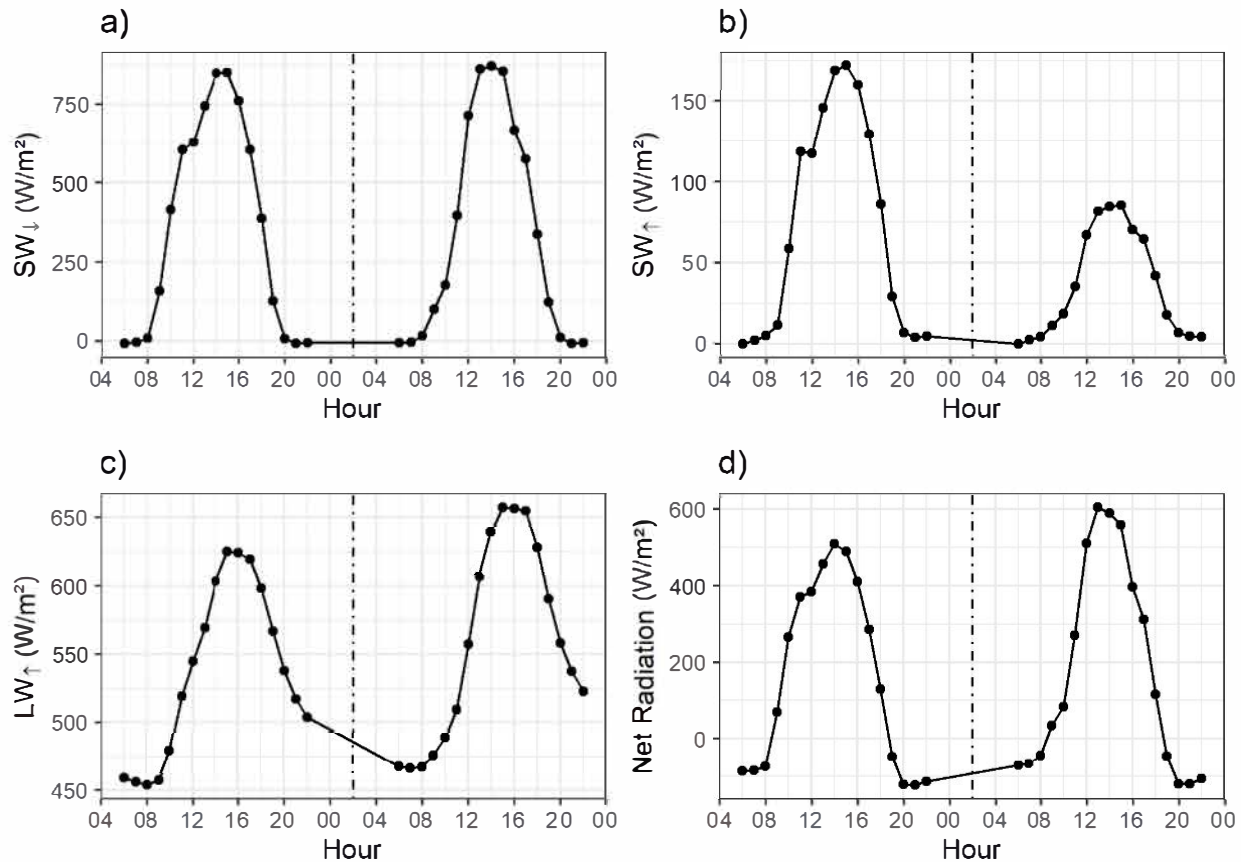 a)
SW↓ (W/m²)
750
500
250
0
04 08 12 16 20 00 04 08 12 16 20 00
Hour
b)
SW↑ (W/m²)
150
100
50
0
04 08 12 16 20 00 04 08 12 16 20 00
Hour
c)
LW↑ (W/m²)
650
600
550
500
450
04 08 12 16 20 00 04 08 12 16 20 00
Hour
d)
Net Radiation (W/m²)
600
400
200
0
04 08 12 16 20 00 04 08 12 16 20 00
Hour